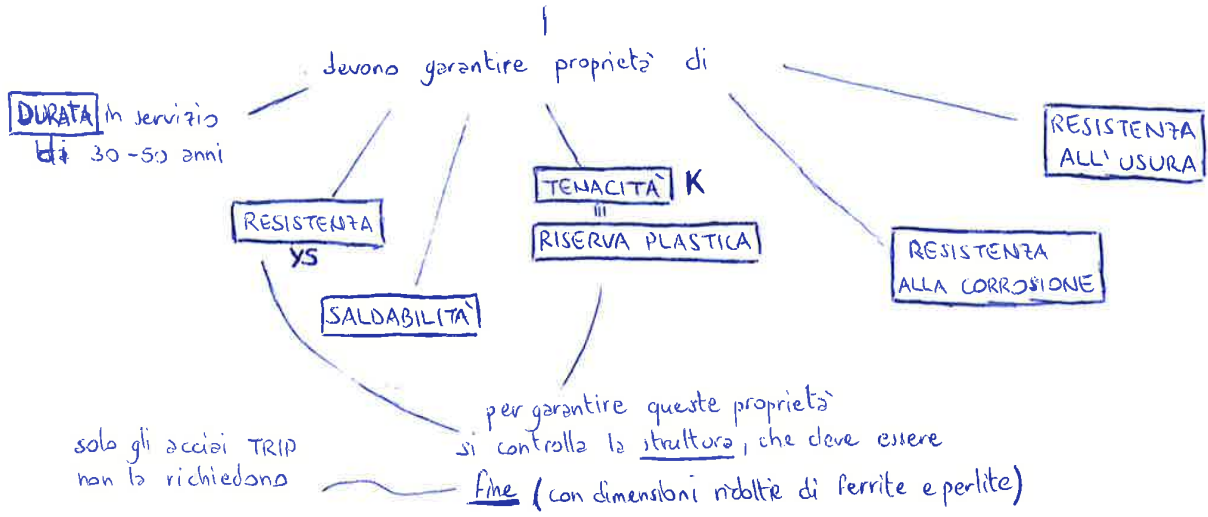 devono garantire proprietà di
DURATA in servizio
di 30-50 anni
RESISTENZA
ALL' USURA
TENACITÀ K
RISERVA PLASTICA
RESISTENZA
YS
RESISTENZA
ALLA CORROSIONE
SALDABILITÀ
per garantire queste proprietà
si controlla la struttura, che deve essere
fine (con dimensioni ridotte di ferrite e perlite)
solo gli acciai TRIP
non la richiedono